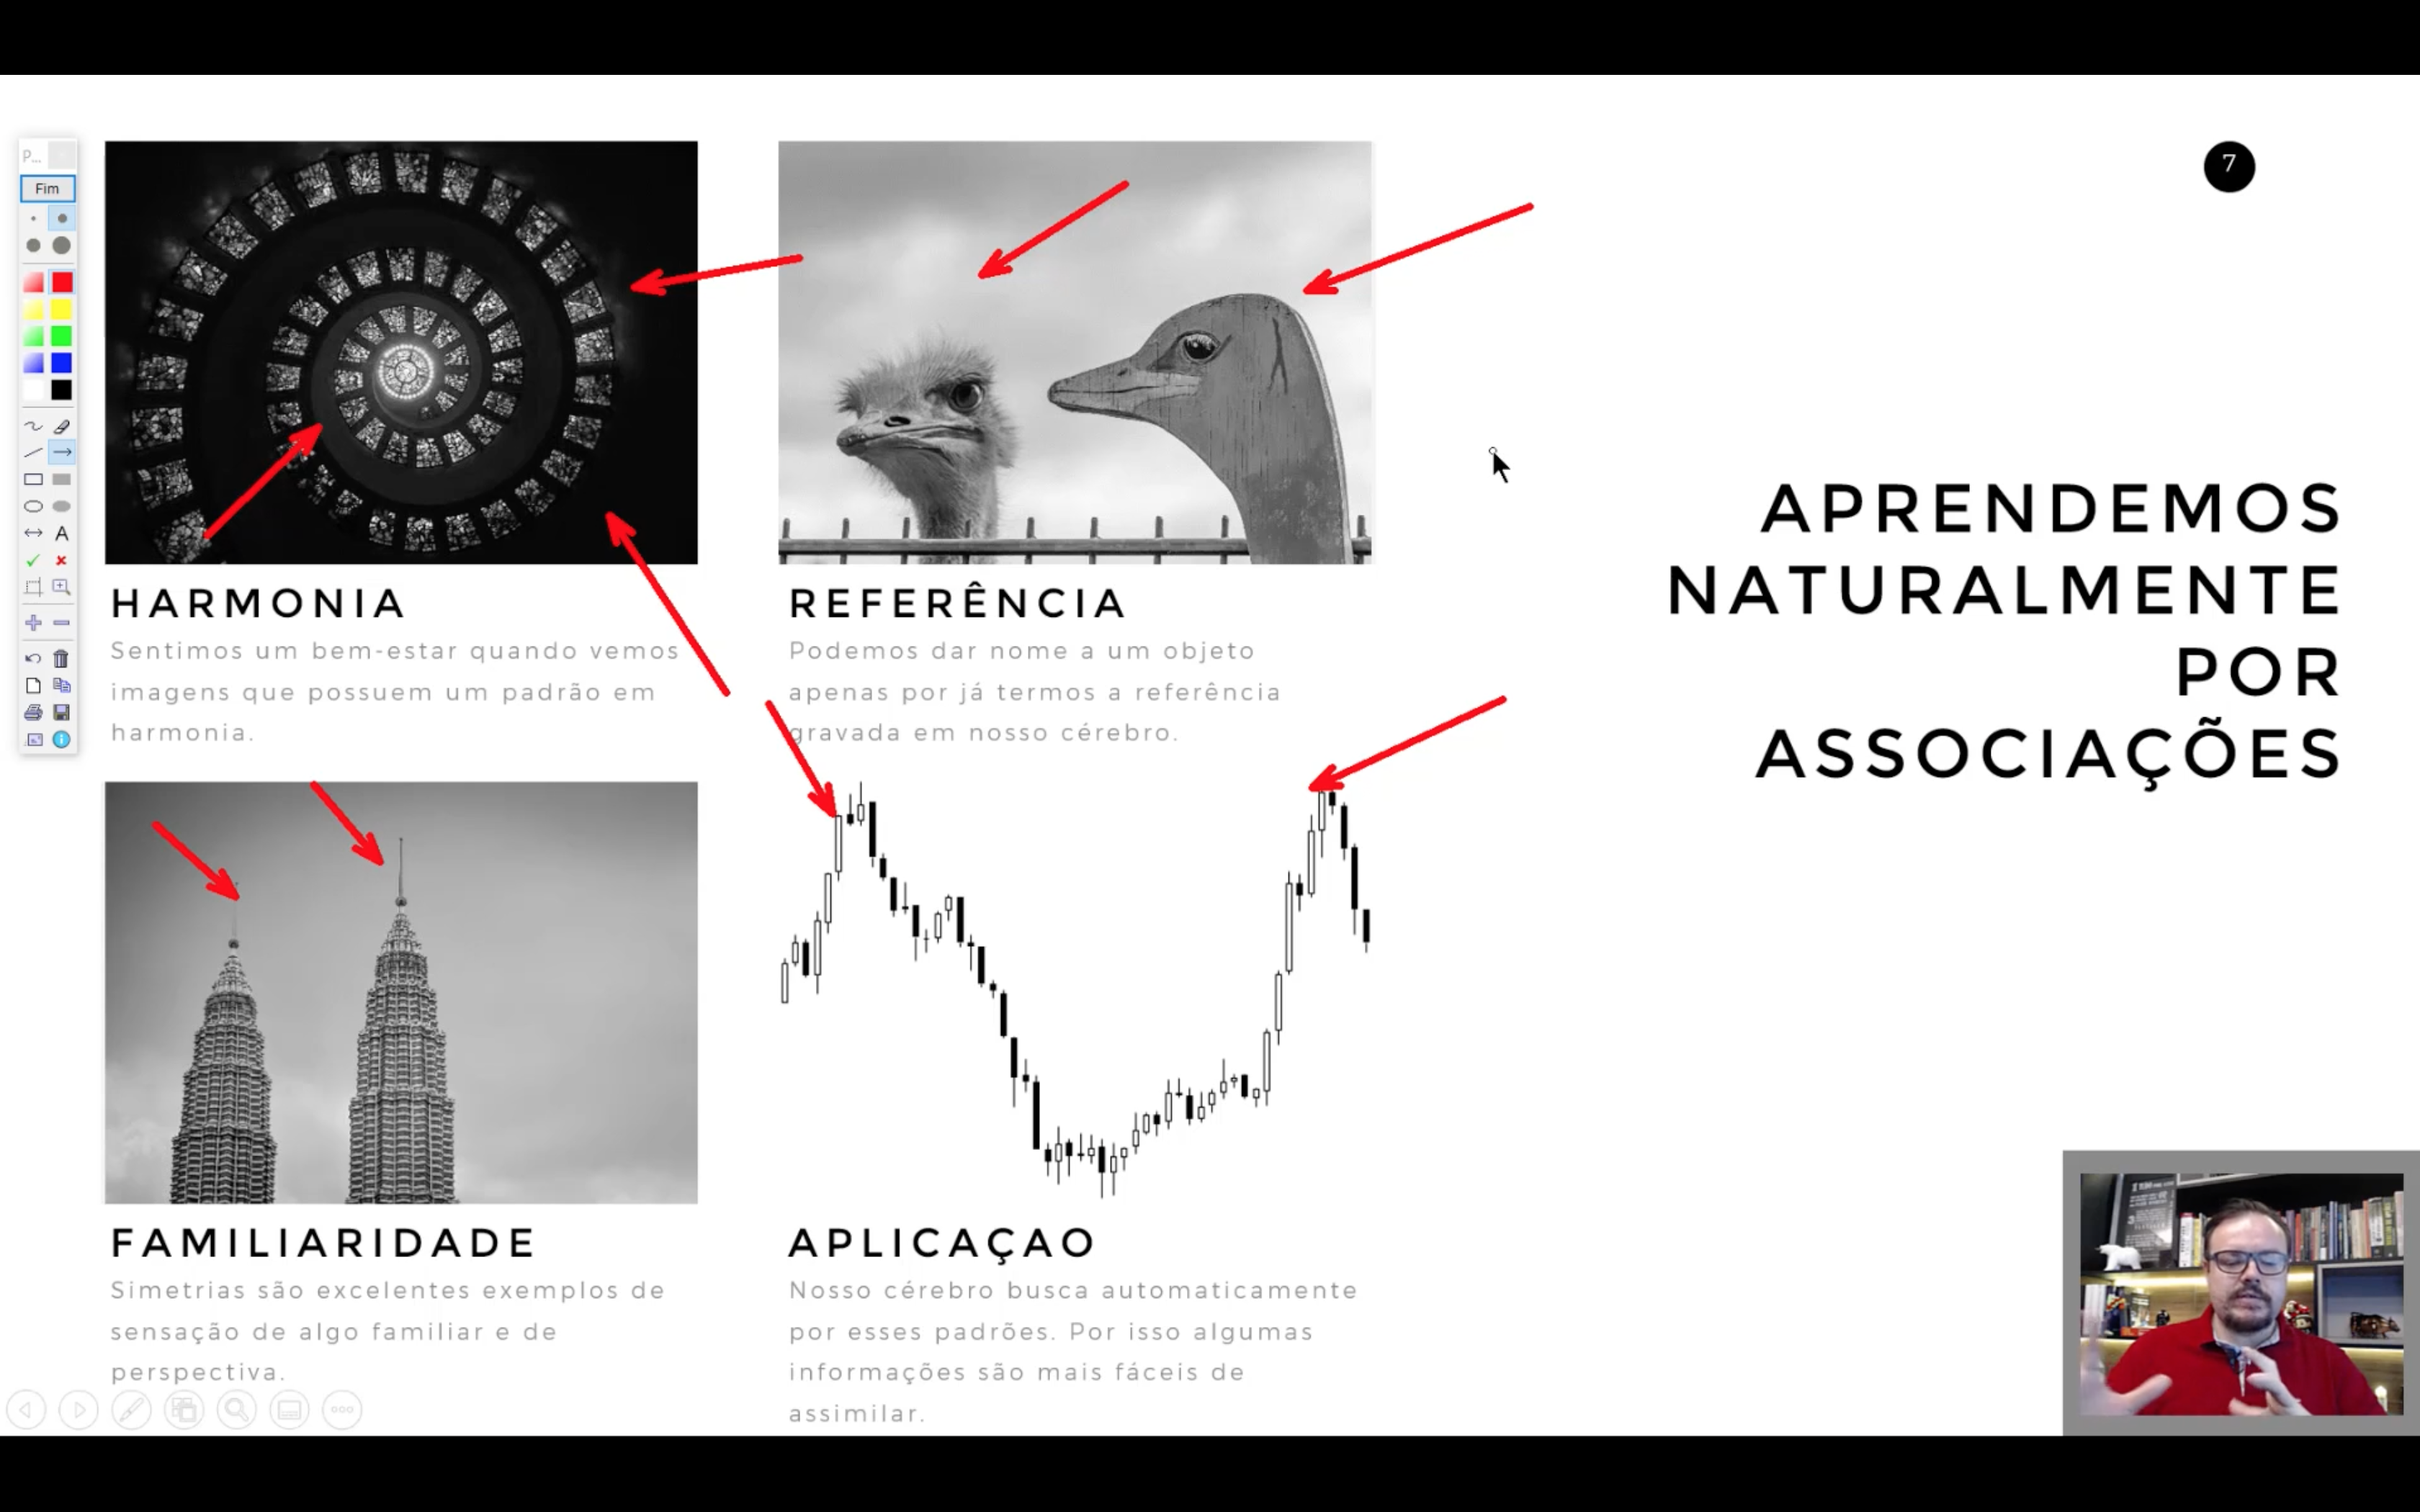 7
P...
Fim
A
HARMONIA
Sentimos um bem-estar quando vemos
imagens que possuem um padrão em
harmonia.
REFERÊNCIA
Podemos dar nome a um objeto
apenas por já termos a referência
gravada em nosso cérebro.
APRENDEMOS
NATURALMENTE
POR
ASSOCIAÇÕES
FAMILIARIDADE
Simetrias são excelentes exemplos de
sensação de algo familiar e de
perspectiva.
APLICAÇAO
Nosso cérebro busca automaticamente
por esses padrões. Por isso algumas
informações são mais fáceis de
assimilar.